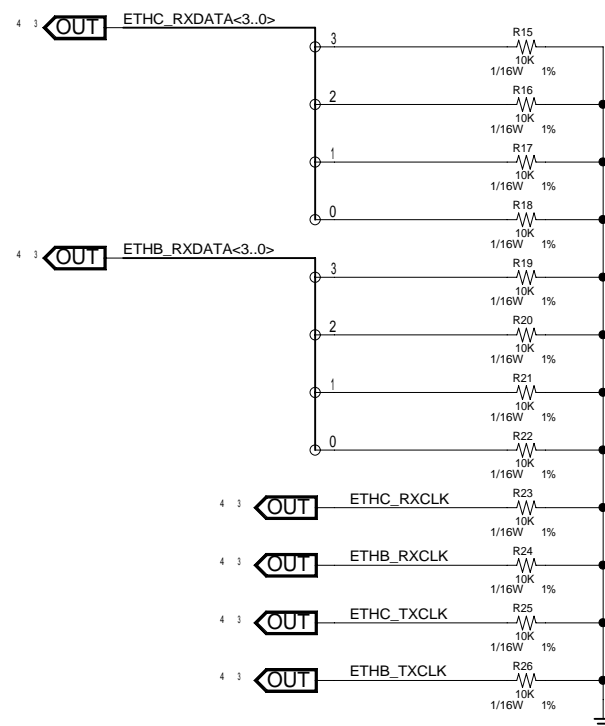 4 3 OUT ETHC_RXDATA<3..0>
3 R15
10K
1/16W 1%
2 R16
10K
1/16W 1%
1 R17
10K
1/16W 1%
0 R18
10K
1/16W 1%
4 3 OUT ETHB_RXDATA<3..0>
3 R19
10K
1/16W 1%
2 R20
10K
1/16W 1%
1 R21
10K
1/16W 1%
0 R22
10K
1/16W 1%
4 3 OUT ETHC_RXCLK R23
10K
1/16W 1%
4 3 OUT ETHB_RXCLK R24
10K
1/16W 1%
4 3 OUT ETHC_TXCLK R25
10K
1/16W 1%
4 3 OUT ETHB_TXCLK R26
10K
1/16W 1%